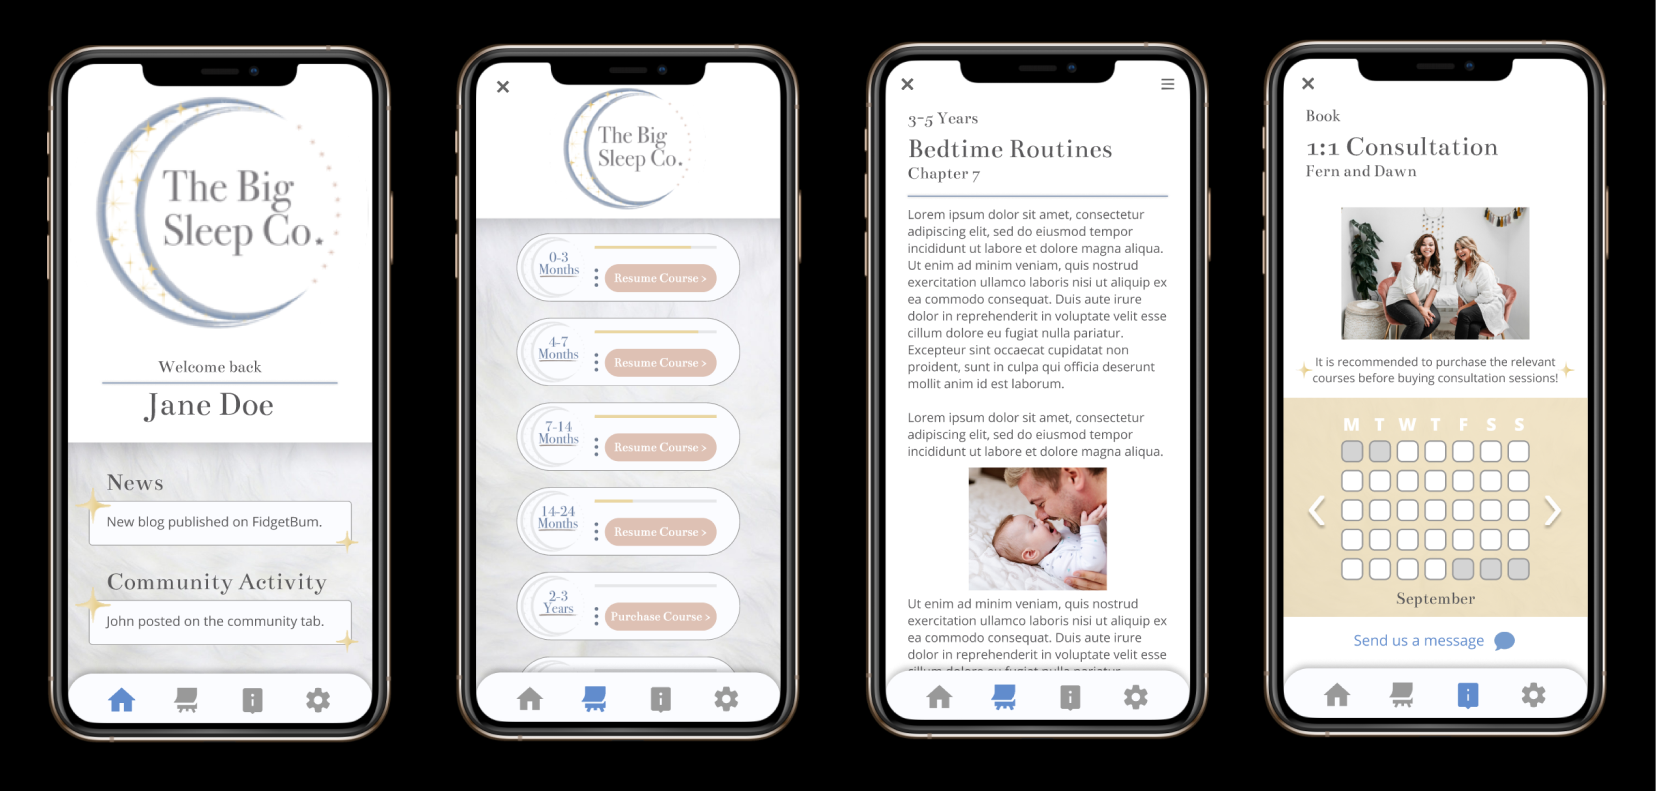 The Big
Sleep Co.
Welcome back
Jane Doe
News
New blog published on FidgetBum.
Community Activity
John posted on the community tab.
The Big
Sleep Co.
0-3
Months
Resume Course >
4-7
Months
Resume Course >
7-14
Months
Resume Course >
14-24
Months
Resume Course >
2-3
Years
Purchase Course >
3-5 Years
Bedtime Routines
Chapter 7
Lorem ipsum dolor sit amet, consectetur
adipiscing elit, sed do eiusmod tempor
incididunt ut labore et dolore magna aliqua.
Ut enim ad minim veniam, quis nostrud
exercitation ullamco laboris nisi ut aliquip ex
ea commodo consequat. Duis aute irure
dolor in reprehenderit in voluptate velit esse
cillum dolore eu fugiat nulla pariatur.
Excepteur sint occaecat cupidatat non
proident, sunt in culpa qui officia deserunt
mollit anim id est laborum.
Lorem ipsum dolor sit amet, consectetur
adipiscing elit, sed do eiusmod tempor
incididunt ut labore et dolore magna aliqua.
Ut enim ad minim veniam, quis nostrud
exercitation ullamco laboris nisi ut aliquip ex
ea commodo consequat. Duis aute irure
dolor in reprehenderit in voluptate velit esse
cillum dolore eu fugiat nulla pariatur.
Book
1:1 Consultation
Fern and Dawn
It is recommended to purchase the relevant
courses before buying consultation sessions!
M T W T F S S
September
Send us a message